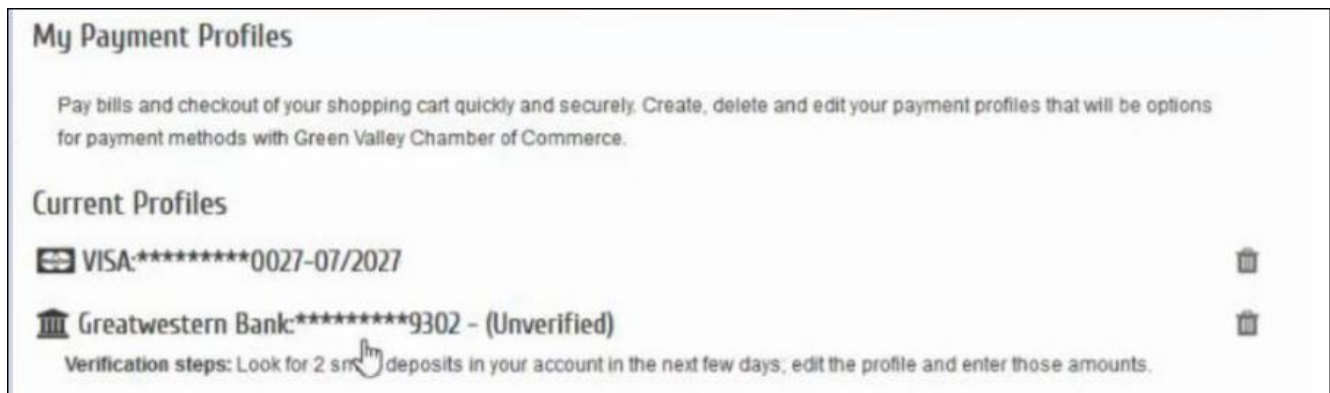 My Payment Profiles
Pay bills and checkout of your shopping cart quickly and securely. Create, delete and edit your payment profiles that will be options
for payment methods with Green Valley Chamber of Commerce.
Current Profiles
VISA:*********0027-07/2027
Greatwestern Bank:*********9302 - (Unverified)
Verification steps: Look for 2 deposits in your account in the next few days; edit the profile and enter those amounts.